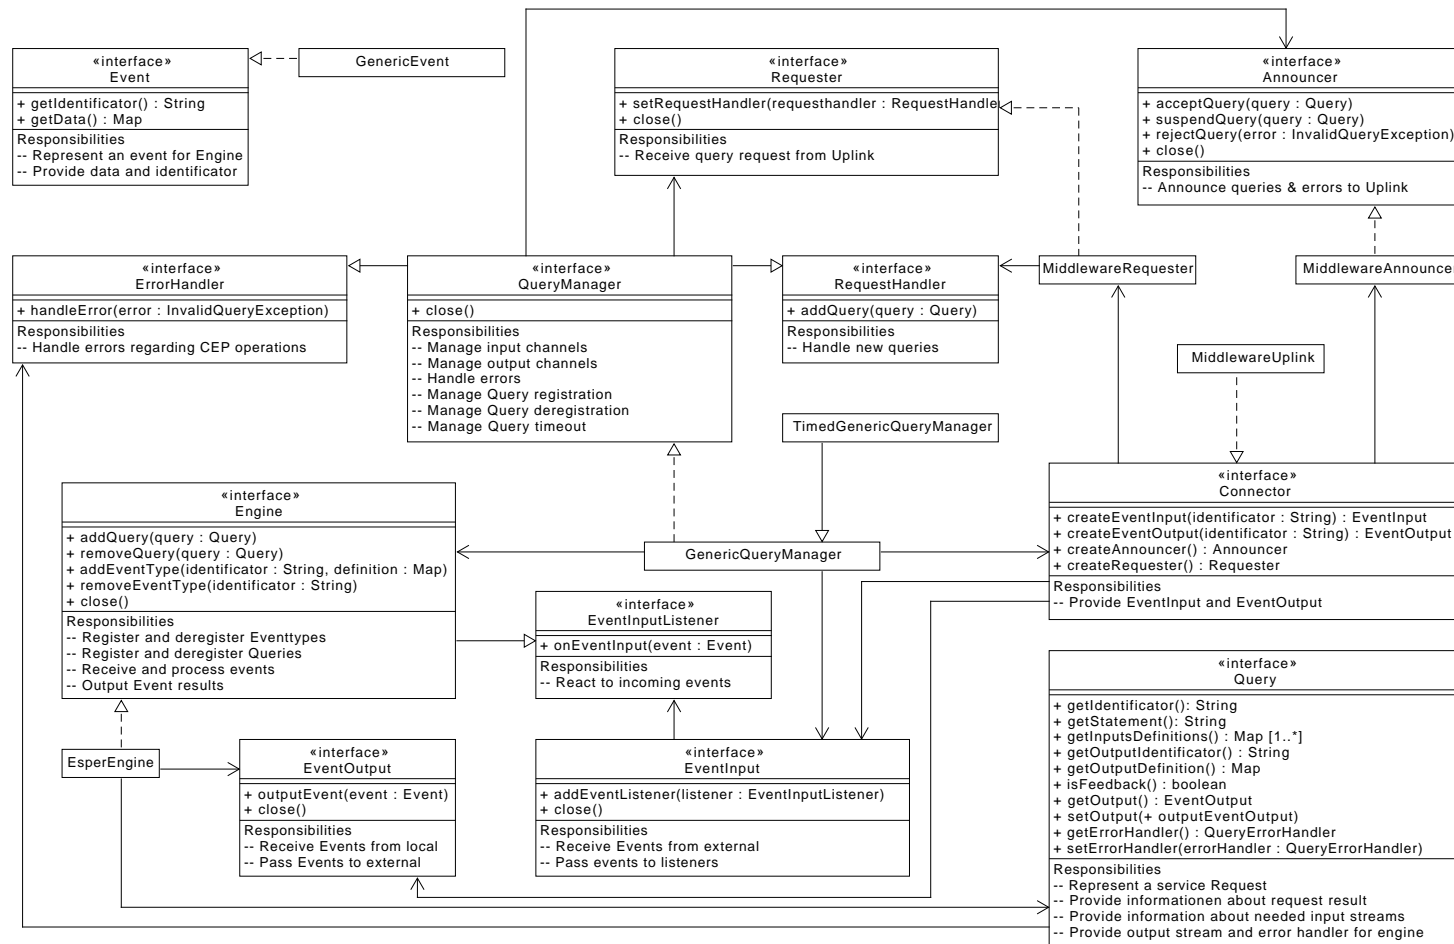 «interface»
Event
+ getIdentificator() : String
+ getData() : Map
Responsibilities
-- Represent an event for Engine
-- Provide data and identificator
GenericEvent
«interface»
Requester
+ setRequestHandler(requesthandler : RequestHandle
+ close()
Responsibilities
-- Receive query request from Uplink
«interface»
Announcer
+ acceptQuery(query : Query)
+ suspendQuery(query : Query)
+ rejectQuery(error : InvalidQueryException)
+ close()
Responsibilities
-- Announce queries & errors to Uplink
«interface»
ErrorHandler
+ handleError(error : InvalidQueryException)
Responsibilities
-- Handle errors regarding CEP operations
«interface»
QueryManager
+ close()
Responsibilities
-- Manage input channels
-- Manage output channels
-- Handle errors
-- Manage Query registration
-- Manage Query deregistration
-- Manage Query timeout
«interface»
RequestHandler
+ addQuery(query : Query)
Responsibilities
-- Handle new queries
MiddlewareRequester
MiddlewareAnnouncer
MiddlewareUplink
TimedGenericQueryManager
«interface»
Connector
+ createEventInput(identificator : String) : EventInput
+ createEventOutput(identificator : String) : EventOutput
+ createAnnouncer() : Announcer
+ createRequester() : Requester
Responsibilities
-- Provide EventInput and EventOutput
«interface»
Engine
+ addQuery(query : Query)
+ removeQuery(query : Query)
+ addEventType(identificator : String, definition : Map)
+ removeEventType(identificator : String)
+ close()
Responsibilities
-- Register and deregister Eventtypes
-- Register and deregister Queries
-- Receive and process events
-- Output Event results
GenericQueryManager
«interface»
EventInputListener
+ onEventInput(event : Event)
Responsibilities
-- React to incoming events
EsperEngine
«interface»
EventOutput
+ outputEvent(event : Event)
+ close()
Responsibilities
-- Receive Events from local
-- Pass Events to external
«interface»
EventInput
+ addEventListener(listener : EventInputListener)
+ close()
Responsibilities
-- Receive Events from external
-- Pass events to listeners
«interface»
Query
+ getIdentificator(): String
+ getStatement(): String
+ getInputsDefinitions() : Map [1..*]
+ getOutputIdentificator() : String
+ getOutputDefinition() : Map
+ isFeedback() : boolean
+ getOutput() : EventOutput
+ setOutput(+ outputEventOutput)
+ getErrorHandler() : QueryErrorHandler
+ setErrorHandler(errorHandler : QueryErrorHandler)
Responsibilities
-- Represent a service Request
-- Provide informationen about request result
-- Provide information about needed input streams
-- Provide output stream and error handler for engine